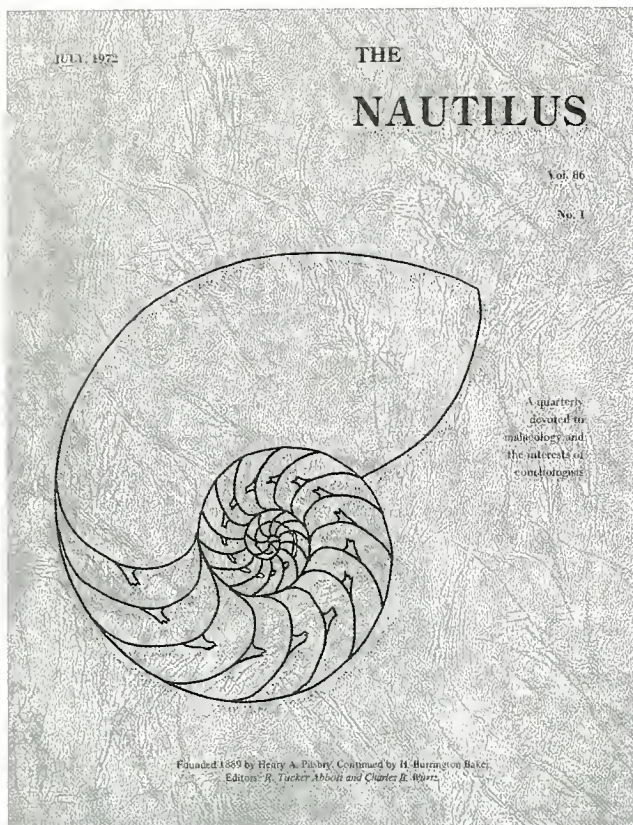 JULY, 1972
THE
NAUTILUS
Vol. 86
No. 1
A quarterly
devoted to
malacology and
the interests of
conchologists
Founded 1889 by Henry A. Pilsbry. Continued by H. Burrington Baker.
Editors: R. Tucker Abbott and Charles B. Wurtz